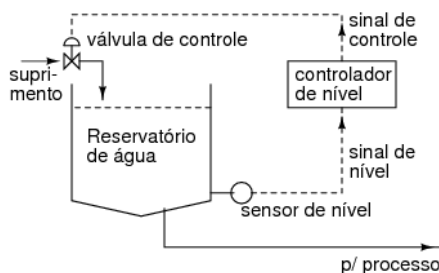 válvula de controle
supri-
mento
Reservatório
de água
sensor de nível
sinal de
controle
controlador
de nível
sinal de
nível
p/ processo